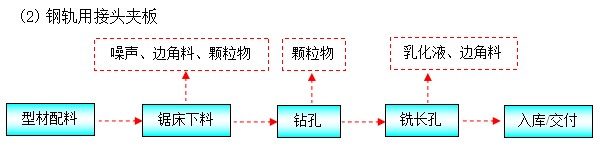 (2) 钢轨用接头夹板
噪声、边角料、颗粒物
颗粒物
乳化液、边角料
型材配料
锯床下料
钻孔
铣长孔
入库/交付